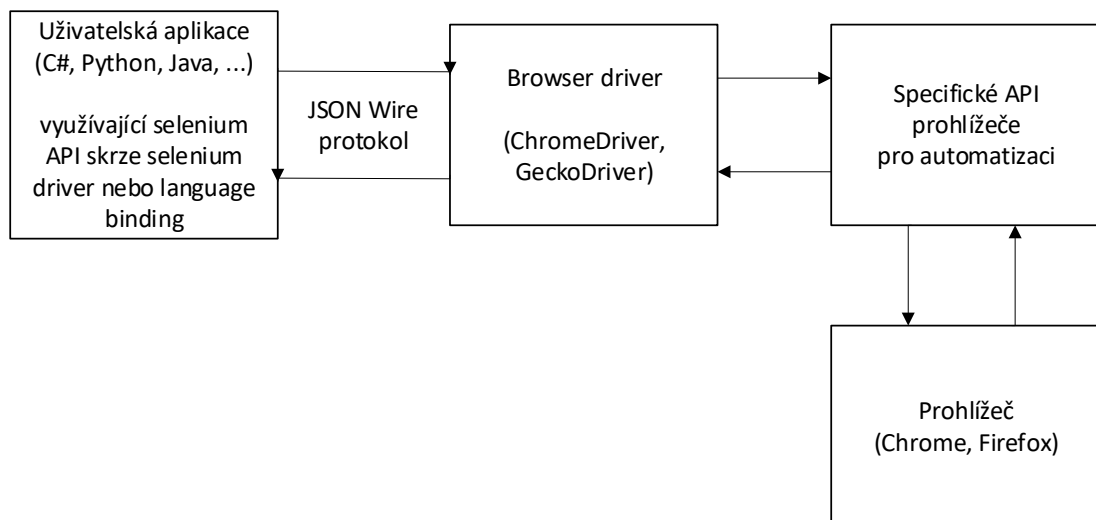 Uživatelská aplikace
(C#, Python, Java, ...)
využívající selenium
API skrze selenium
driver nebo language
binding
JSON Wire
protokol
Browser driver
(ChromeDriver,
GeckoDriver)
Specifické API
prohlížeče
pro automatizaci
Prohlížeč
(Chrome, Firefox)